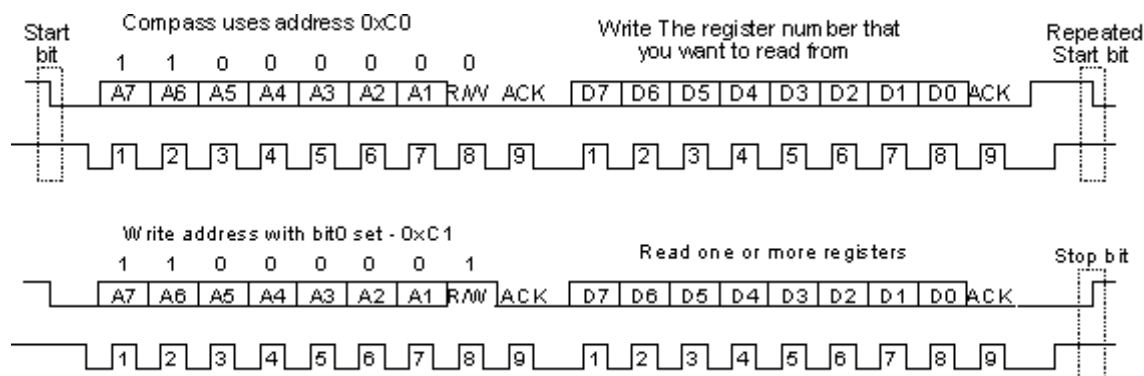 Compass uses address 0xC0
Write The register number that
you want to read from
Start
bit
Repeated
Start bit
1 1 0 0 0 0 0 0
A7 A6 A5 A4 A3 A2 A1 R/W ACK D7 D6 D5 D4 D3 D2 D1 D0 ACK
1 2 3 4 5 6 7 8 9 1 2 3 4 5 6 7 8 9
Write address with bit0 set - 0xC1
Read one or more registers
Stop bit
1 1 0 0 0 0 0 1
A7 A6 A5 A4 A3 A2 A1 R/W ACK D7 D6 D5 D4 D3 D2 D1 D0 ACK
1 2 3 4 5 6 7 8 9 1 2 3 4 5 6 7 8 9